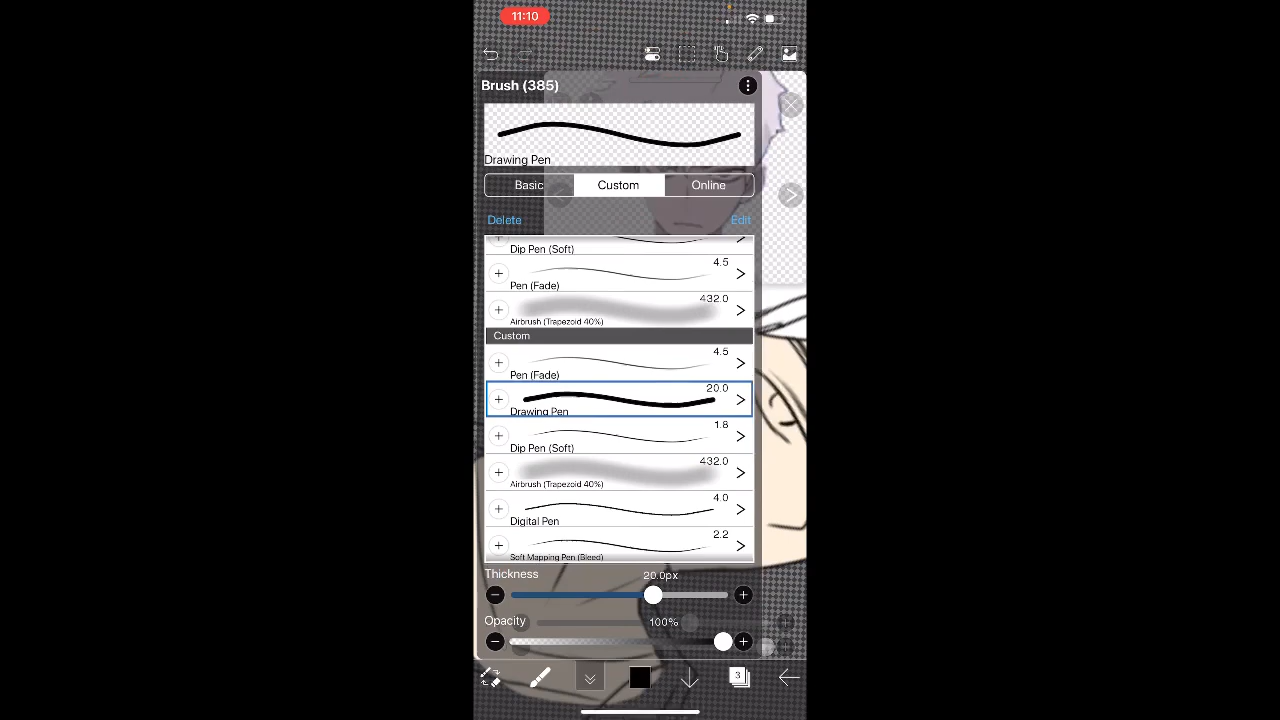 11:10
Brush (385)
Drawing Pen
Basic Custom Online
Delete Edit
Dip Pen (Soft)
4.5
Pen (Fade)
432.0
Airbrush (Trapezoid 40%)
Custom
4.5
Pen (Fade)
20.0
Drawing Pen
1.8
Dip Pen (Soft)
432.0
Airbrush (Trapezoid 40%)
4.0
Digital Pen
2.2
Soft Mapping Pen (Bleed)
Thickness 20.0px
Opacity 100%
3